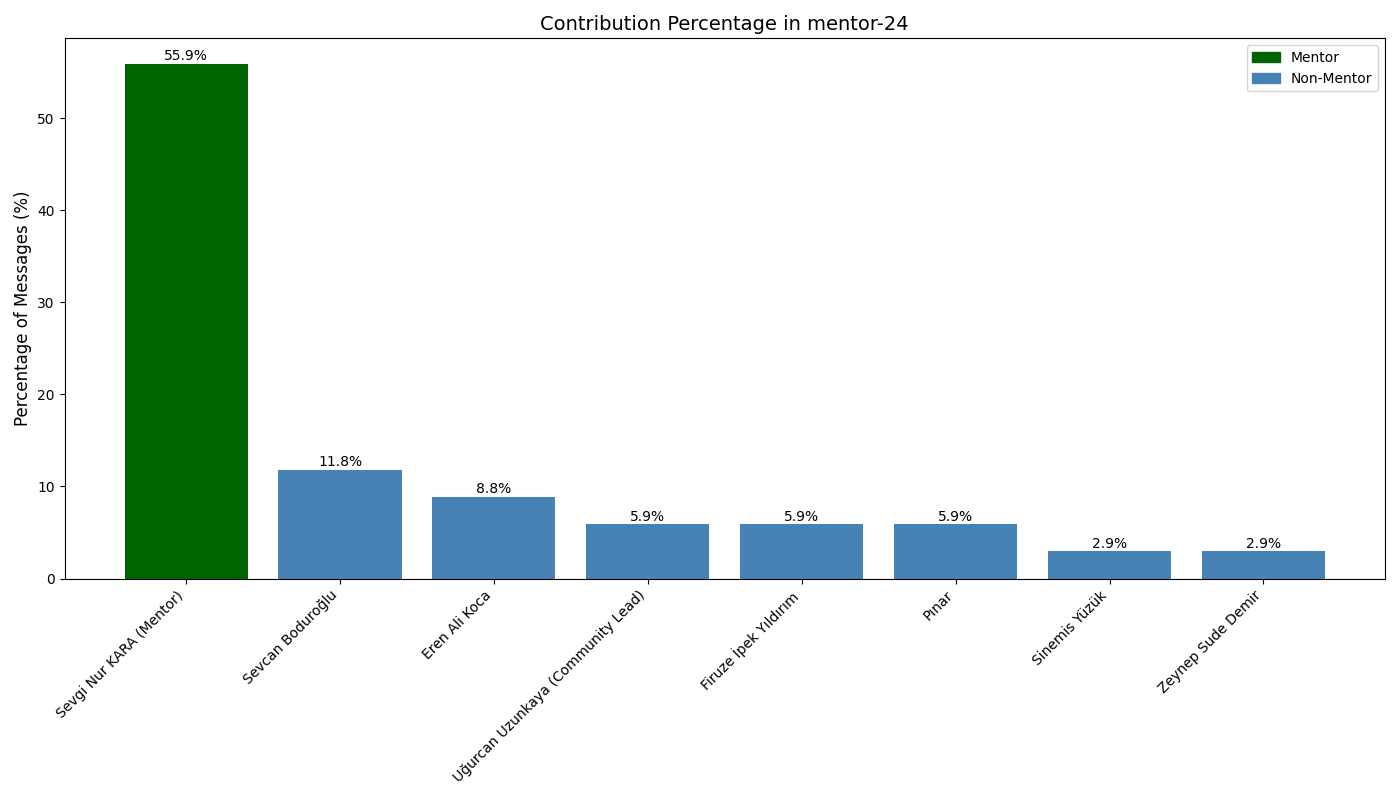 Contribution Percentage in mentor-24
Mentor
Non-Mentor
Percentage of Messages (%)
50
40
30
20
10
0
55.9%
11.8%
8.8%
5.9%
5.9%
5.9%
2.9%
2.9%
Sevgi Nur KARA (Mentor)
Sevcan Boduroğlu
Eren Ali Koca
Uğurcan Uzunkaya (Community Lead)
Firuze İpek Yıldırım
Pınar
Sinemis Yüzük
Zeynep Sude Demir